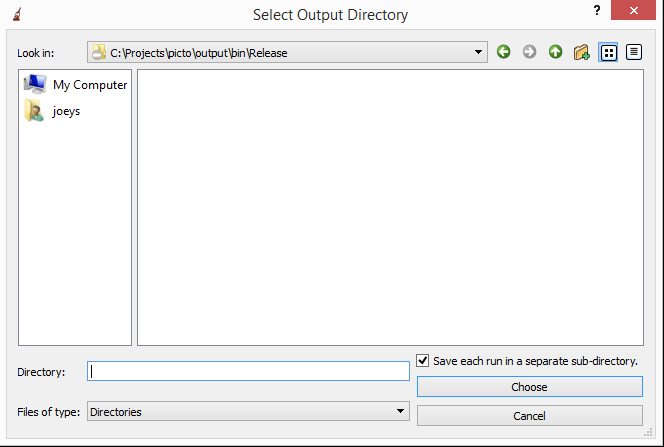 Select Output Directory
?
Look in: C:\Projects\picto\output\bin\Release
My Computer
joeys
Save each run in a separate sub-directory.
Directory:
Choose
Files of type: Directories
Cancel